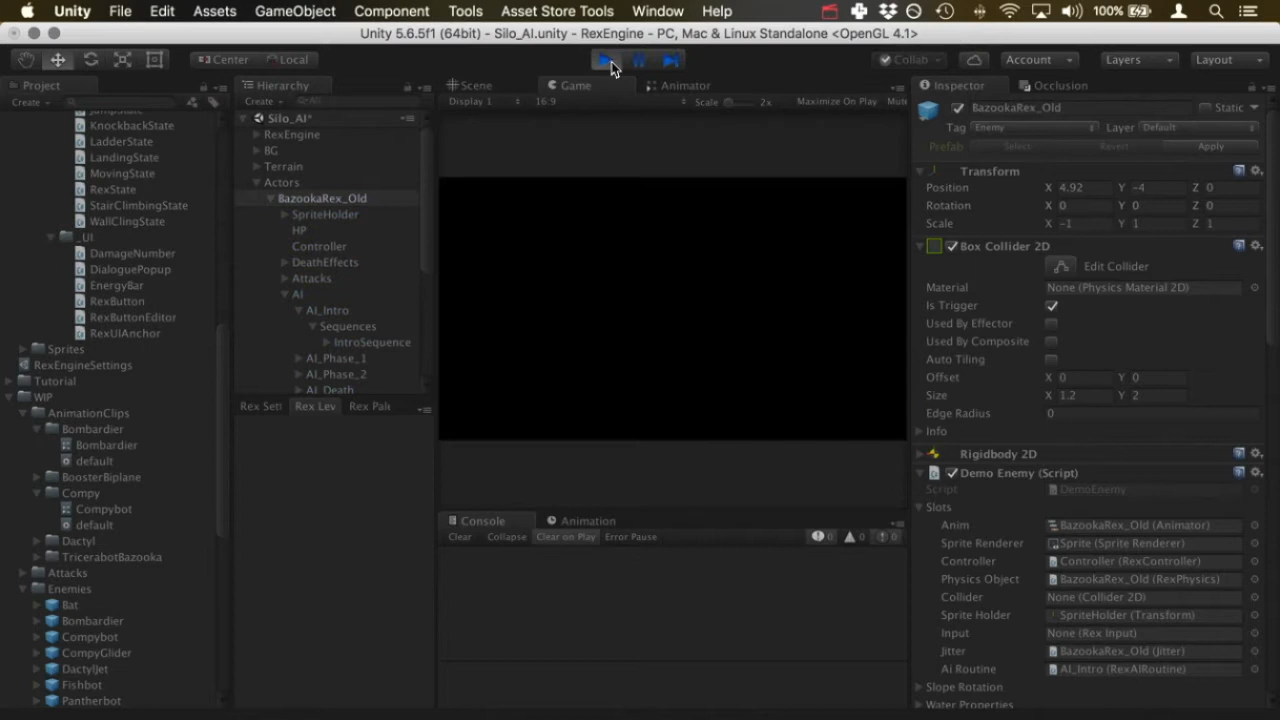 Unity File Edit Assets GameObject Component Tools Asset Store Tools Window Help 100%
Unity 5.6.5f1 (64bit) - Silo_AI.unity - RexEngine - PC, Mac & Linux Standalone <OpenGL 4.1>
Center Local Collab Account Layers Layout
Project
Create
KnockbackState
LadderState
LandingState
MovingState
RexState
StairClimbingState
WallClingState
_UI
DamageNumber
DialoguePopup
EnergyBar
RexButton
RexButtonEditor
RexUIAnchor
Sprites
RexEngineSettings
Tutorial
WIP
AnimationClips
Bombardier
Bombardier
default
BoosterBiplane
Compy
Compybot
default
Dactyl
TricerabotBazooka
Attacks
Enemies
Bat
Bombardier
Compybot
CompyGlider
DactylJet
Fishbot
Pantherbot
Hierarchy
Create All
Silo_AI*
RexEngine
BG
Terrain
Actors
BazookaRex_Old
SpriteHolder
HP
Controller
DeathEffects
Attacks
AI
AI_Intro
Sequences
IntroSequence
AI_Phase_1
AI_Phase_2
AI_Death
Rex Seti Rex Lev Rex Pale
Scene Game Animator
Display 1 16:9 Scale 2x Maximize On Play Mute
Console Animation
Clear Collapse Clear on Play Error Pause 0 0 0
Inspector Occlusion
BazookaRex_Old Static
Tag Enemy Layer Default
Prefab Select Revert Apply
Transform
Position X 4.92 Y -4 Z 0
Rotation X 0 Y 0 Z 0
Scale X -1 Y 1 Z 1
Box Collider 2D
Edit Collider
Material None (Physics Material 2D)
Is Trigger
Used By Effector
Used By Composite
Auto Tiling
Offset X 0 Y 0
Size X 1.2 Y 2
Edge Radius 0
Info
Rigidbody 2D
Demo Enemy (Script)
Script DemoEnemy
Slots
Anim BazookaRex_Old (Animator)
Sprite Renderer Sprite (Sprite Renderer)
Controller Controller (RexController)
Physics Object BazookaRex_Old (RexPhysics)
Collider None (Collider 2D)
Sprite Holder SpriteHolder (Transform)
Input None (Rex Input)
Jitter BazookaRex_Old (Jitter)
Ai Routine AI_Intro (RexAIRoutine)
Slope Rotation
Water Properties